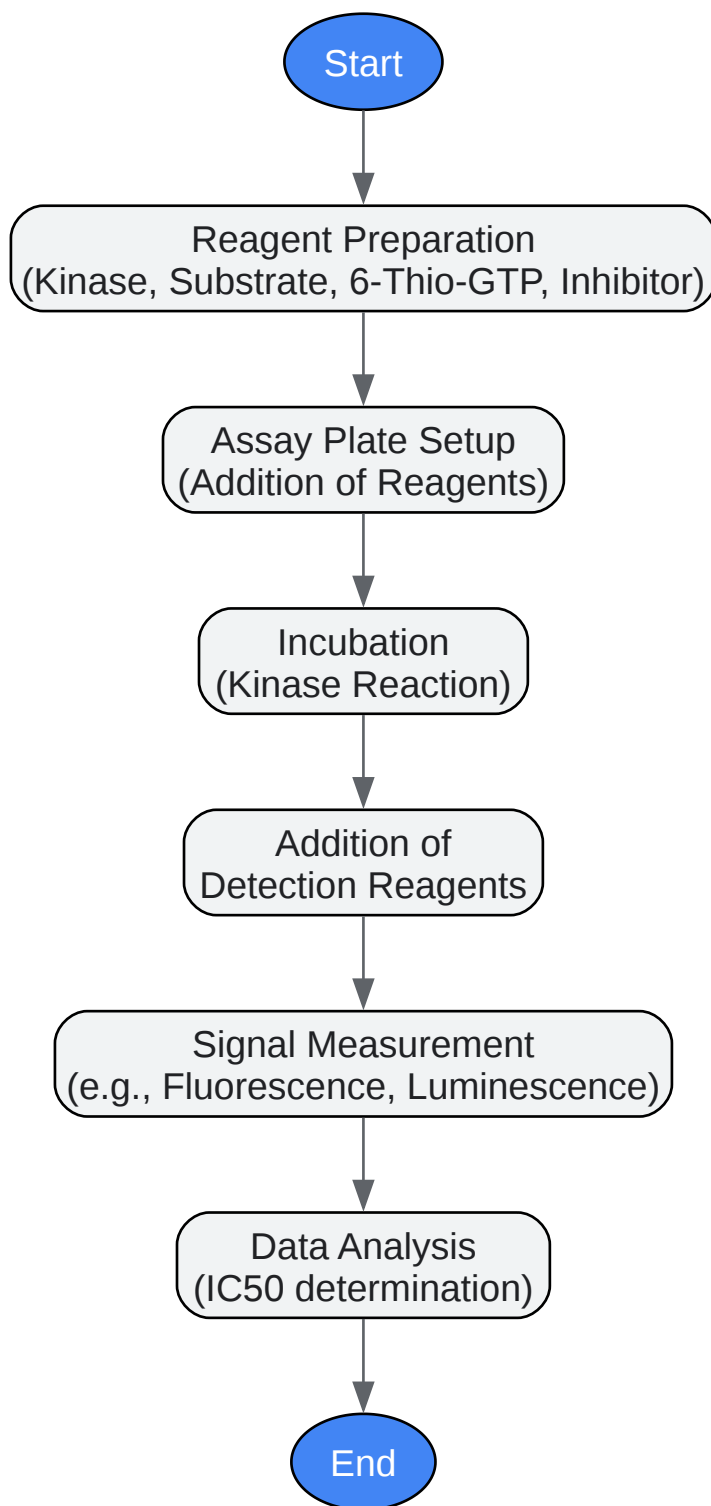 Start
Reagent Preparation
(Kinase, Substrate, 6-Thio-GTP, Inhibitor)
Assay Plate Setup
(Addition of Reagents)
Incubation
(Kinase Reaction)
Addition of
Detection Reagents
Signal Measurement
(e.g., Fluorescence, Luminescence)
Data Analysis
(IC50 determination)
End